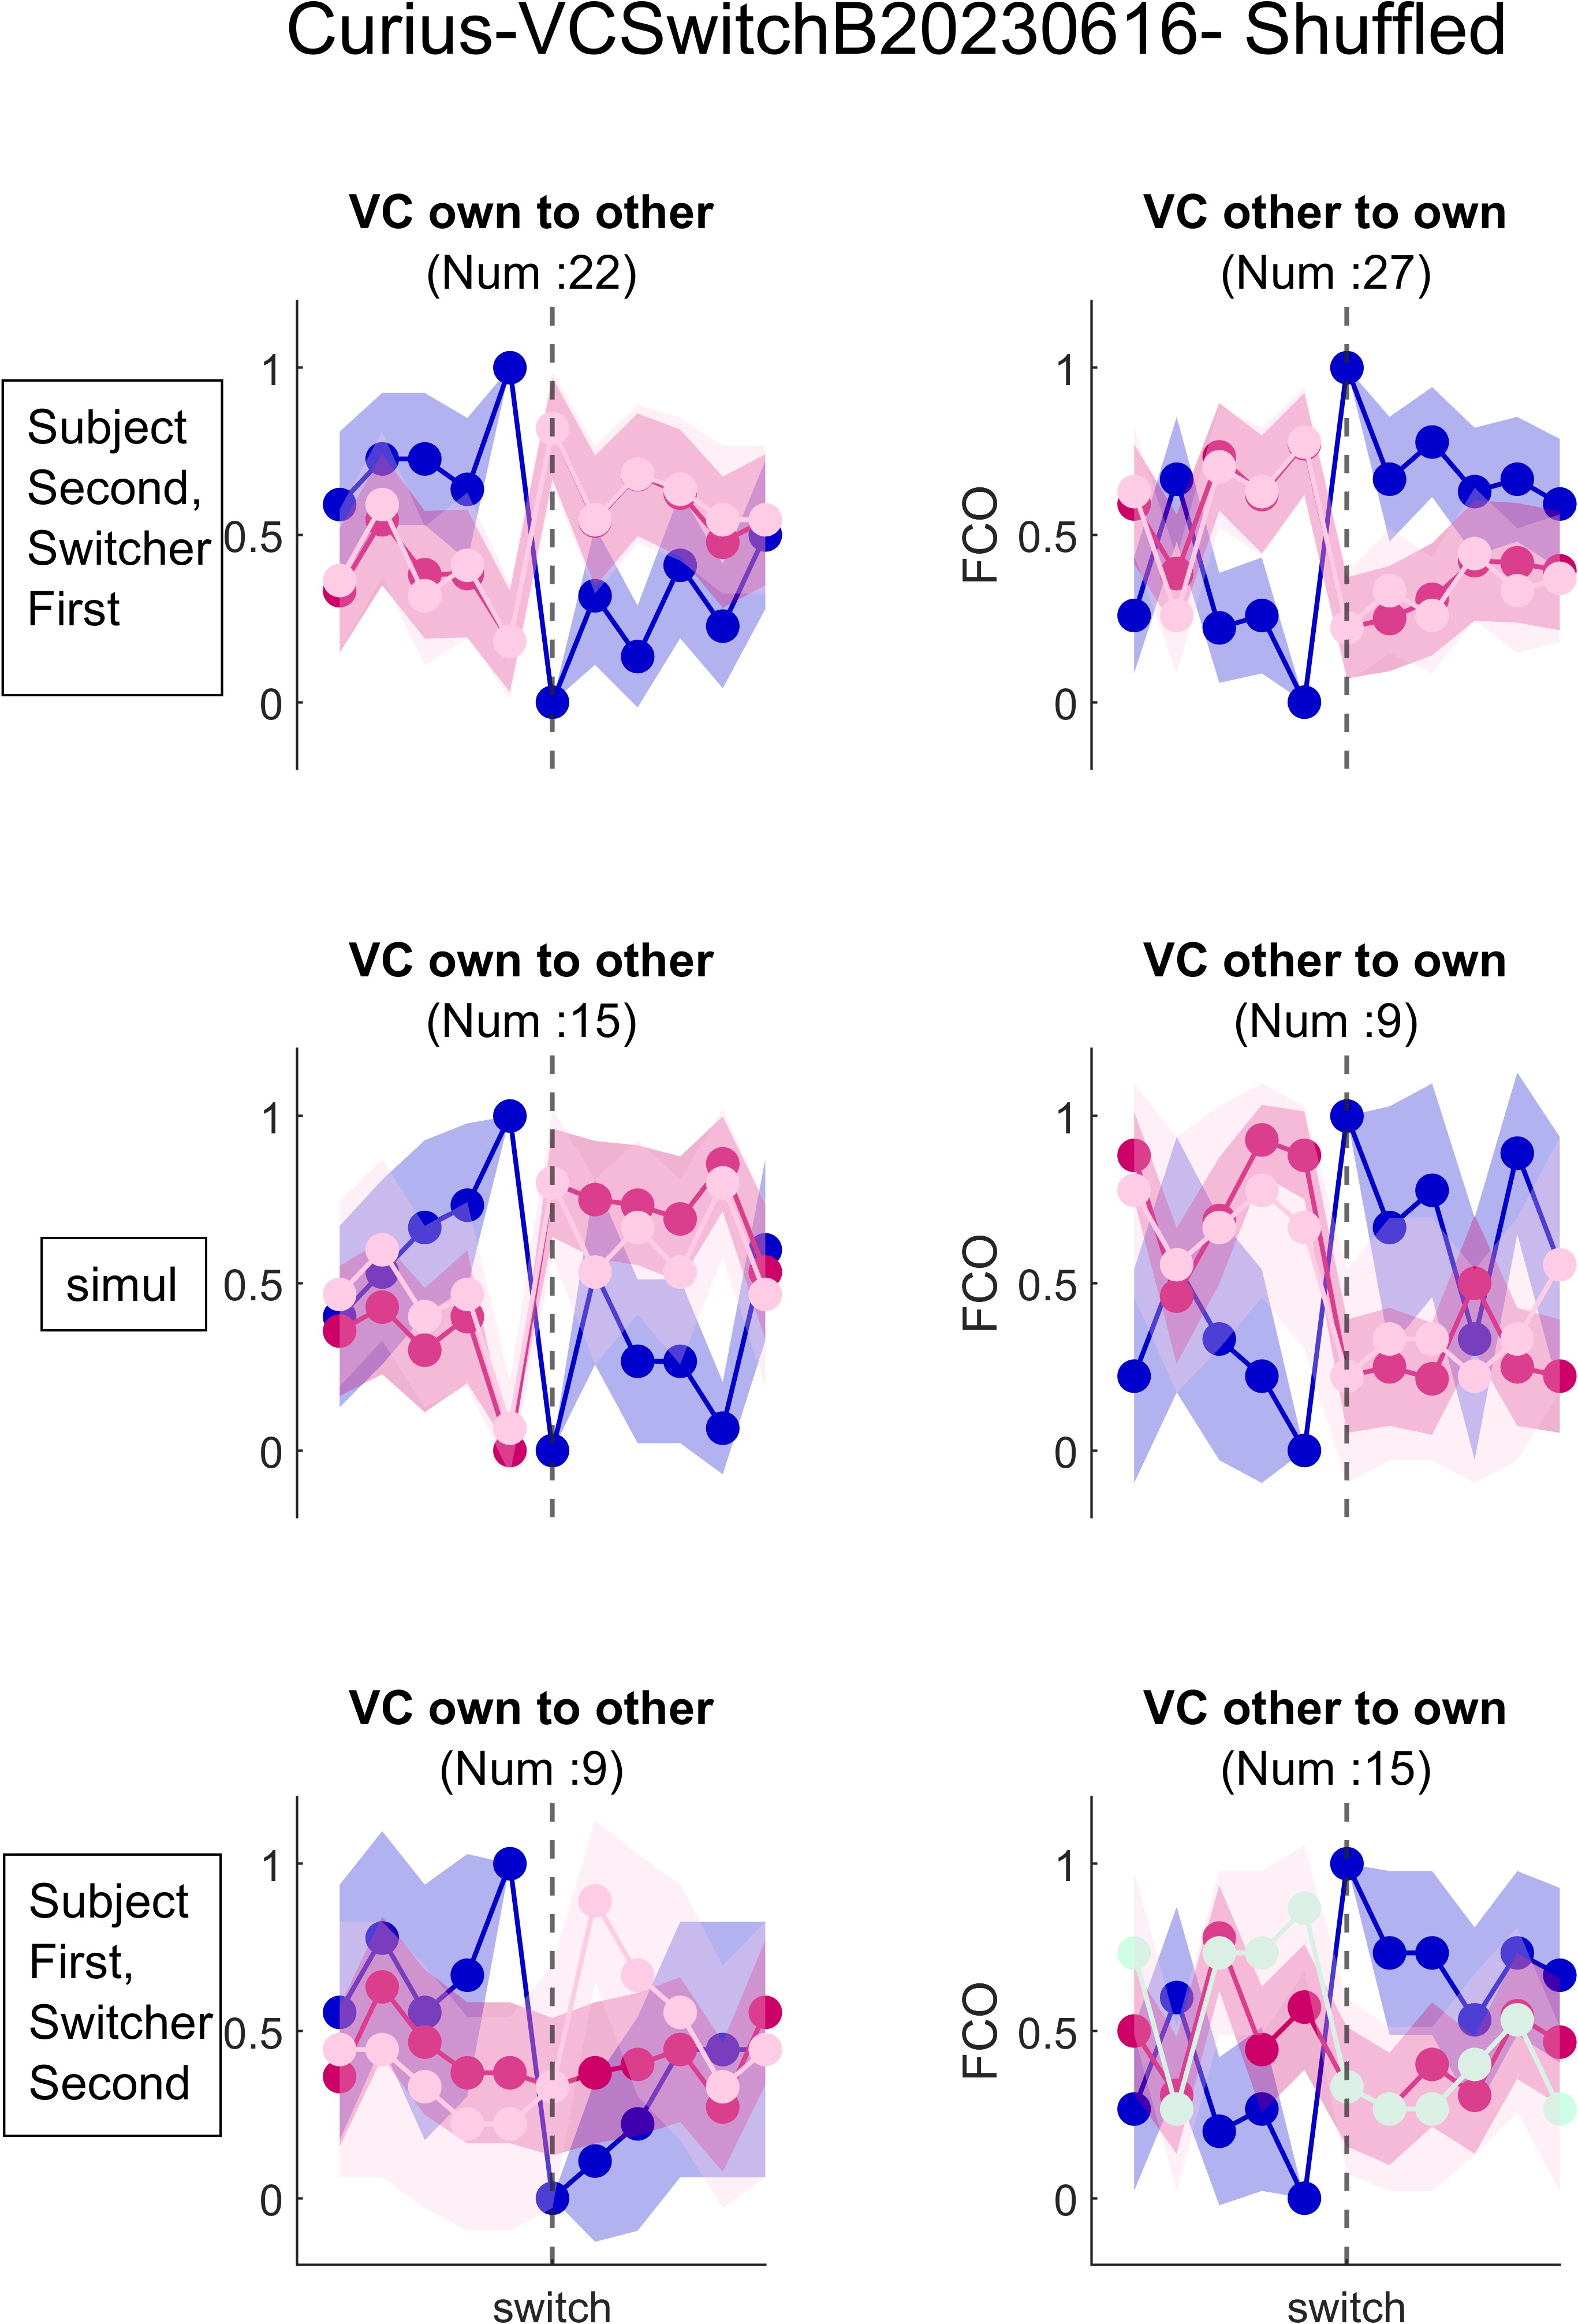 Curius-VCSwitchB20230616- Shuffled
VC own to other
(Num :22)
VC other to own
(Num :27)
Subject
Second,
Switcher
First
1
0.5
0
FCO
1
0.5
0
VC own to other
(Num :15)
VC other to own
(Num :9)
simul
1
0.5
0
FCO
1
0.5
0
VC own to other
(Num :9)
VC other to own
(Num :15)
Subject
First,
Switcher
Second
1
0.5
0
switch
FCO
1
0.5
0
switch